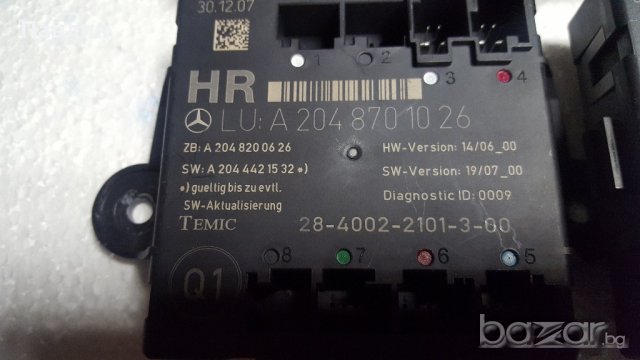 30.12.07
1 2
3 4
HR
LU: A 204 870 10 26
ZB: A 204 820 06 26
HW-Version: 14/06_00
SW: A 204 442 15 32 *)
SW-Version: 19/07_00
*) gueltig bis zu evtl.
SW-Aktualisierung
Diagnostic ID: 0009
TEMIC 28-4002-2101-3-00
8 7 6 5
Q1
bazar.bg